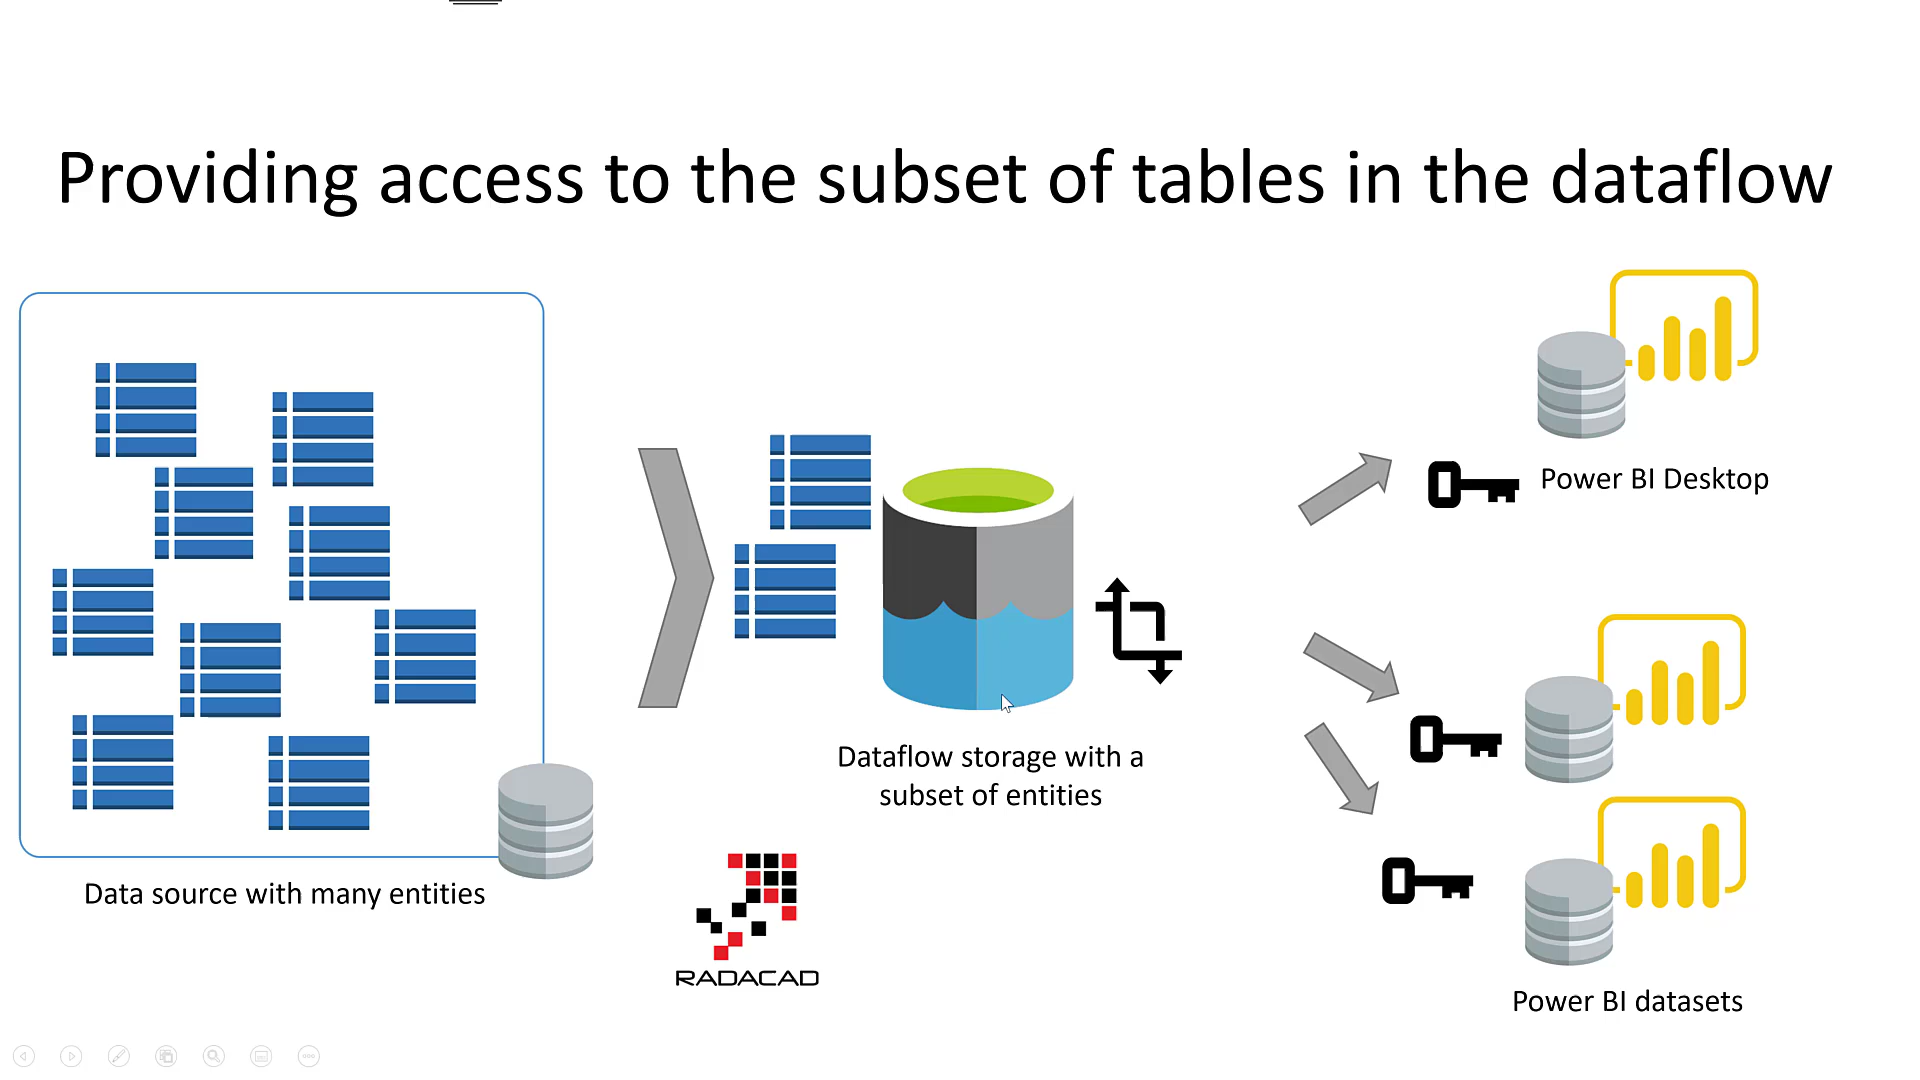 Providing access to the subset of tables in the dataflow
Power BI Desktop
Dataflow storage with a
subset of entities
Data source with many entities
RADACAD
Power BI datasets